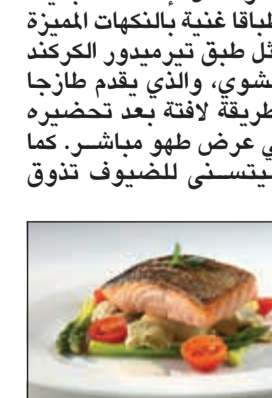 طباقا غنية بالنكهات المميزة
ثل طبق تيرميدور الكركند
شوي، والذي يقدم طازجا
طريقة لافتة بعد تحضيره
ي عرض طهو مباشر. كما
يتسنى للضيوف تذوق